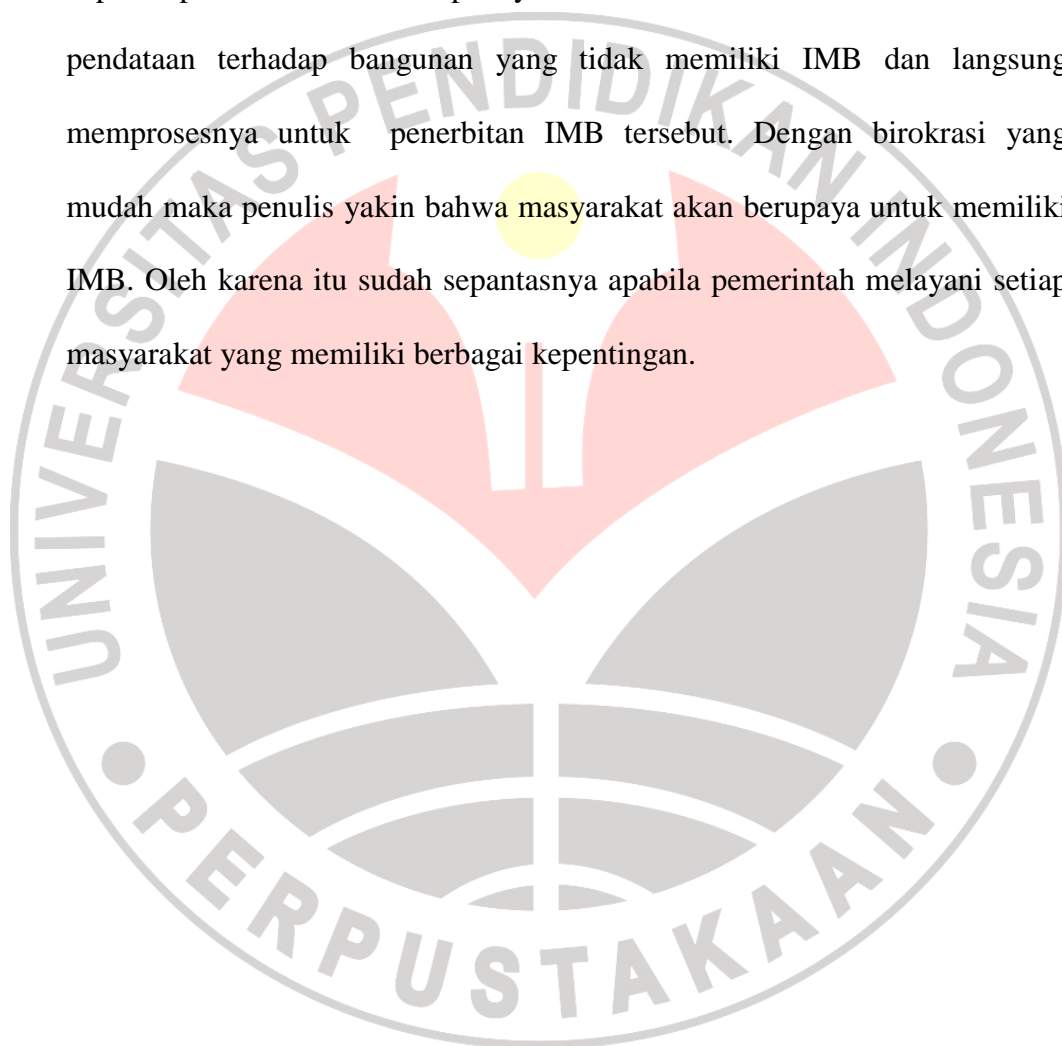 pendataan terhadap bangunan yang tidak memiliki IMB dan langsung
memprosesnya untuk penerbitan IMB tersebut. Dengan birokrasi yang
mudah maka penulis yakin bahwa masyarakat akan berupaya untuk memiliki
IMB. Oleh karena itu sudah sepantasnya apabila pemerintah melayani setiap
masyarakat yang memiliki berbagai kepentingan.
UNIVERSITAS PENDIDIKAN INDONESIA
PERPUSTAKAAN